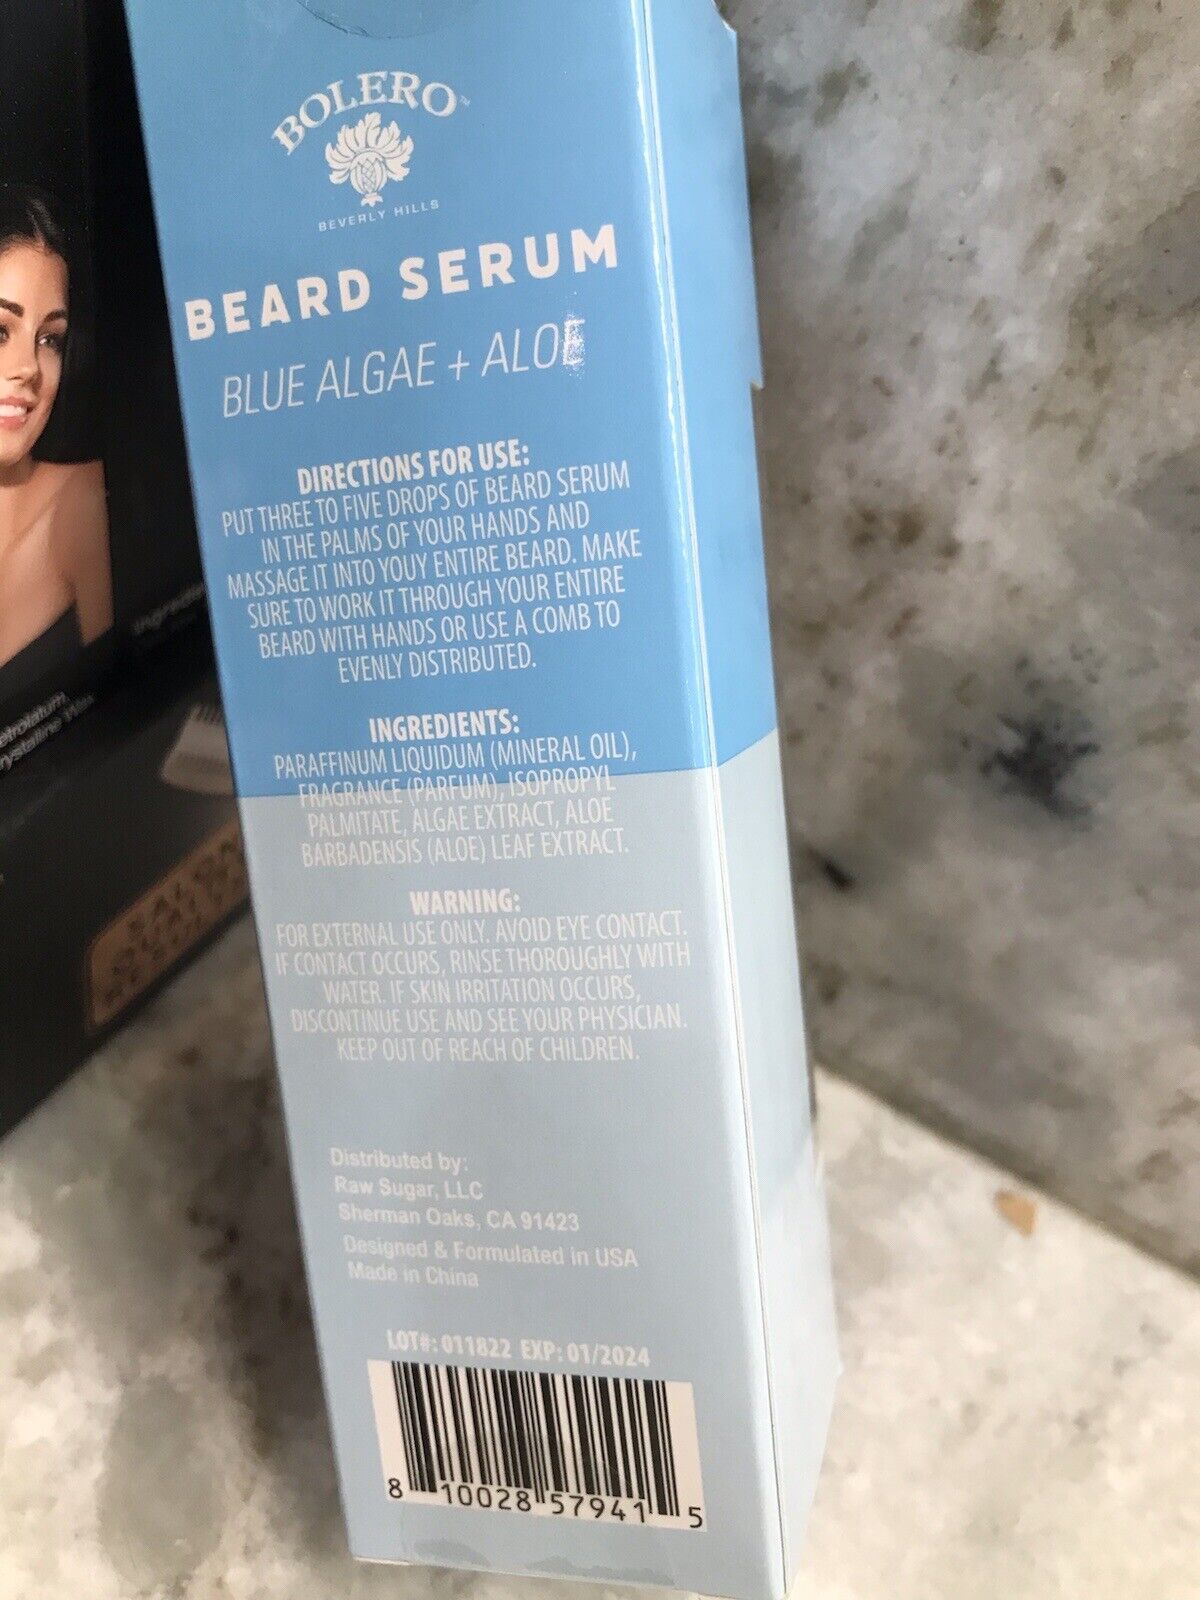 BOLERO™
BEVERLY HILLS
BEARD SERUM
BLUE ALGAE + ALOE
DIRECTIONS FOR USE:
PUT THREE TO FIVE DROPS OF BEARD SERUM
IN THE PALMS OF YOUR HANDS AND
MASSAGE IT INTO YOUY ENTIRE BEARD. MAKE
SURE TO WORK IT THROUGH YOUR ENTIRE
BEARD WITH HANDS OR USE A COMB TO
EVENLY DISTRIBUTED.
INGREDIENTS:
PARAFFINUM LIQUIDUM (MINERAL OIL),
FRAGRANCE (PARFUM), ISOPROPYL
PALMITATE, ALGAE EXTRACT, ALOE
BARBADENSIS (ALOE) LEAF EXTRACT.
WARNING:
FOR EXTERNAL USE ONLY. AVOID EYE CONTACT.
IF CONTACT OCCURS, RINSE THOROUGHLY WITH
WATER. IF SKIN IRRITATION OCCURS,
DISCONTINUE USE AND SEE YOUR PHYSICIAN.
KEEP OUT OF REACH OF CHILDREN.
Distributed by:
Raw Sugar, LLC
Sherman Oaks, CA 91423
Designed & Formulated in USA
Made in China
LOT#: 011822 EXP: 01/2024
8 10028 57941 5
SALON